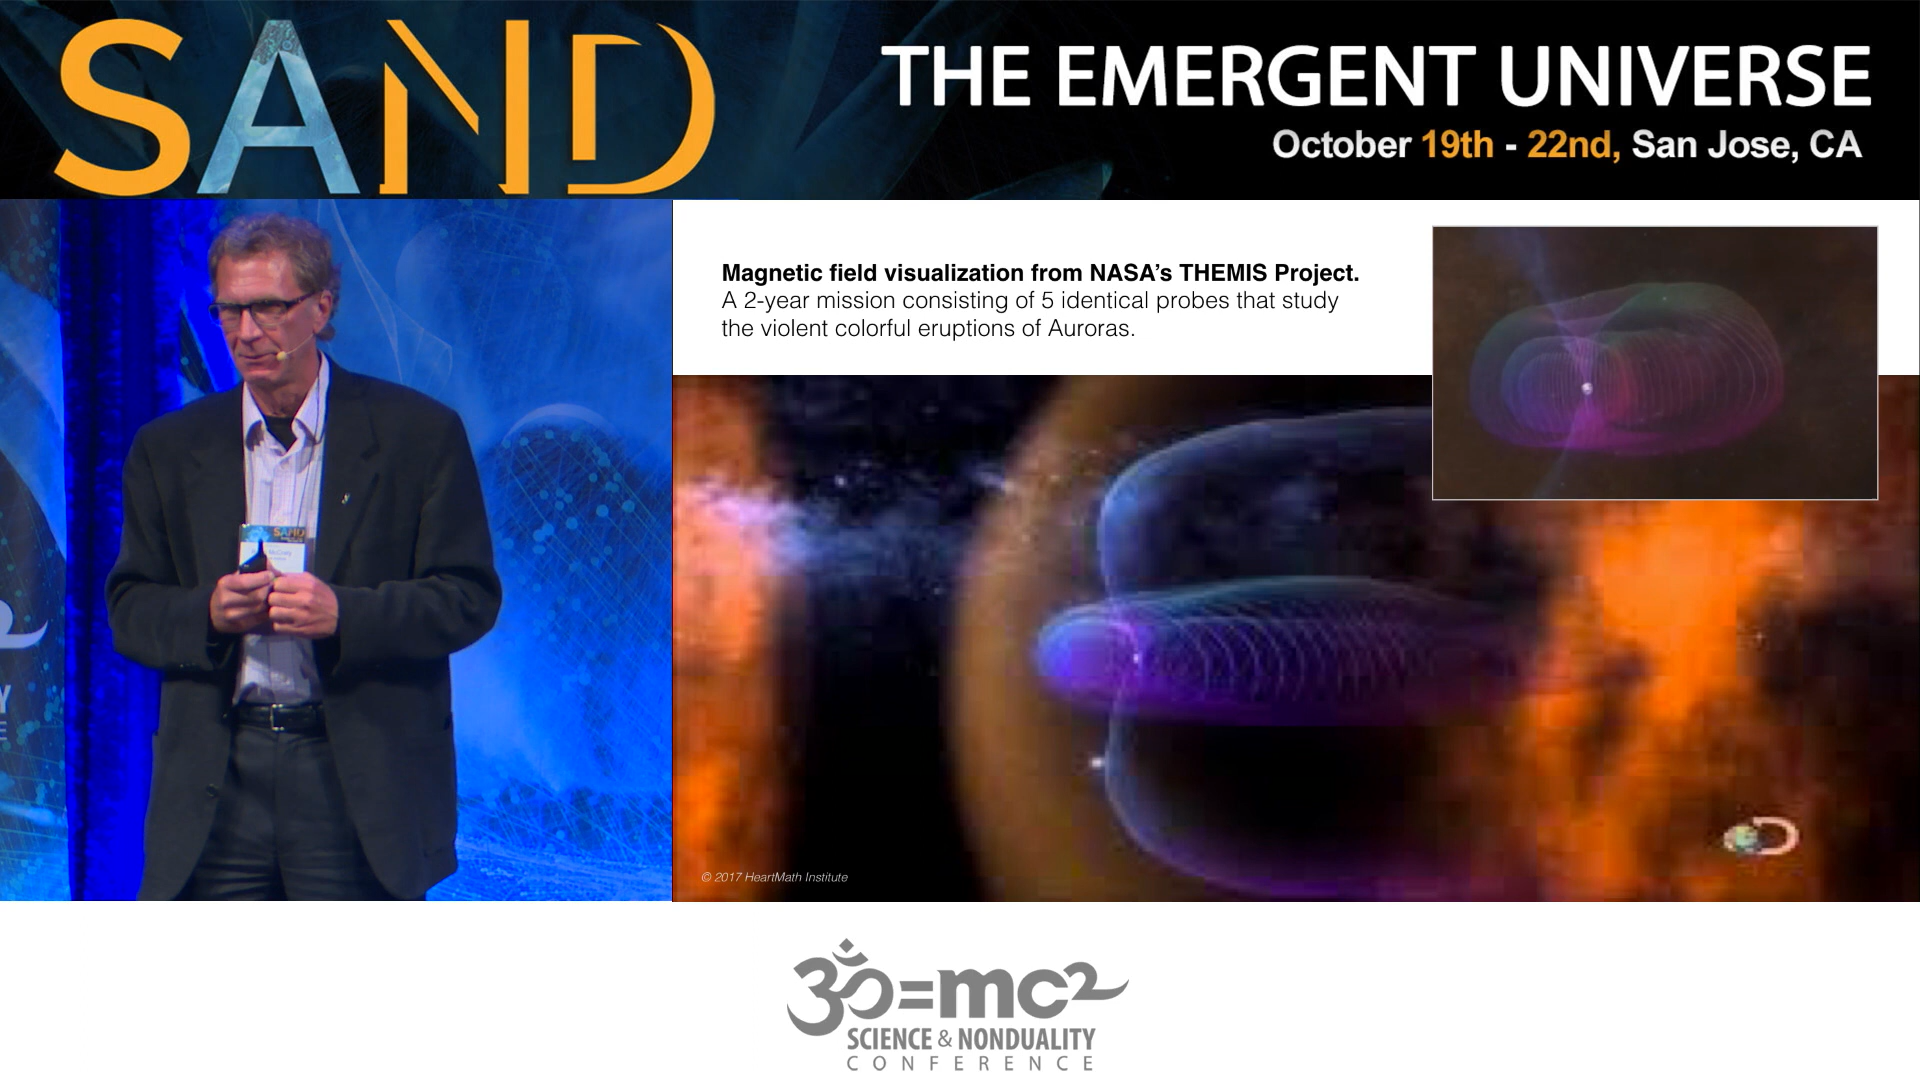 SAND
THE EMERGENT UNIVERSE
October 19th - 22nd, San Jose, CA
Magnetic field visualization from NASA’s THEMIS Project.
A 2-year mission consisting of 5 identical probes that study
the violent colorful eruptions of Auroras.
SAND
McCraty
Y
E
© 2017 HeartMath Institute
ॐ=mc2
SCIENCE & NONDUALITY
CONFERENCE